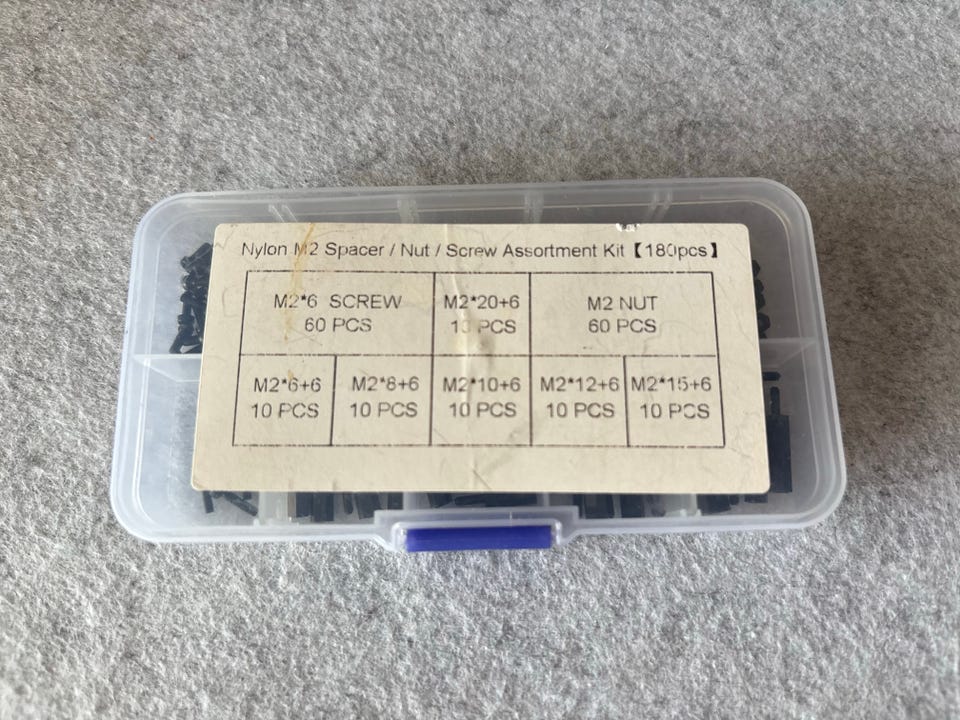 Nylon M2 Spacer / Nut / Screw Assortment Kit【180pcs】
M2*6 SCREW
60 PCS
M2*20+6
10 PCS
M2 NUT
60 PCS
M2*6+6
10 PCS
M2*8+6
10 PCS
M2*10+6
10 PCS
M2*12+6
10 PCS
M2*15+6
10 PCS